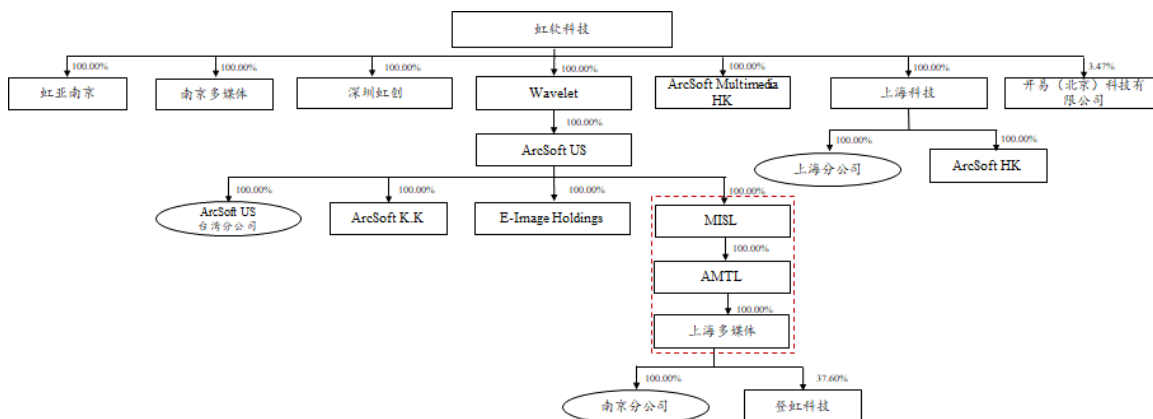 虹软科技
100.00%
100.00%
100.00%
100.00%
100.00%
100.00%
3.47%
虹亚南京
南京多媒体
深圳虹创
Wavelet
ArcSoft Multimedia
HK
上海科技
开易（北京）科技有
限公司
100.00%
ArcSoft US
100.00%
100.00%
上海分公司
ArcSoft HK
100.00%
100.00%
100.00%
100.00%
ArcSoft US
台湾分公司
ArcSoft K.K
E-Image Holdings
MISL
100.00%
AMTL
100.00%
上海多媒体
100.00%
37.60%
南京分公司
登虹科技